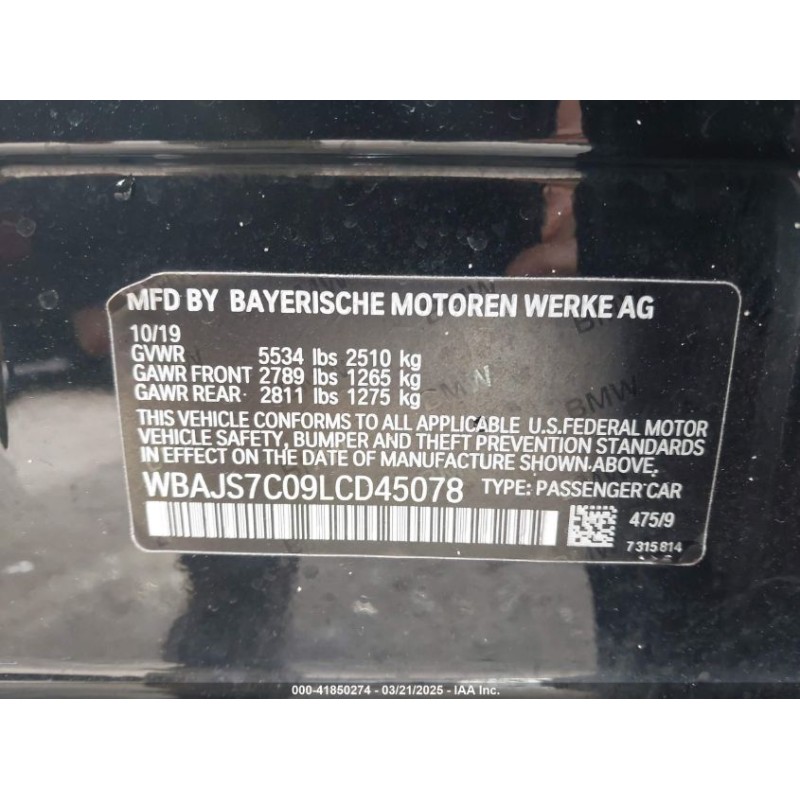 MFD BY BAYERISCHE MOTOREN WERKE AG
10/19
GVWR 5534 lbs 2510 kg
GAWR FRONT 2789 lbs 1265 kg
GAWR REAR 2811 lbs 1275 kg
THIS VEHICLE CONFORMS TO ALL APPLICABLE U.S.FEDERAL MOTOR
VEHICLE SAFETY, BUMPER AND THEFT PREVENTION STANDARDS
IN EFFECT ON THE DATE OF MANUFACTURE SHOWN ABOVE.
WBAJS7C09LCD45078 TYPE: PASSENGER CAR
475/9
7 315 814
000-41850274 - 03/21/2025 - IAA Inc.